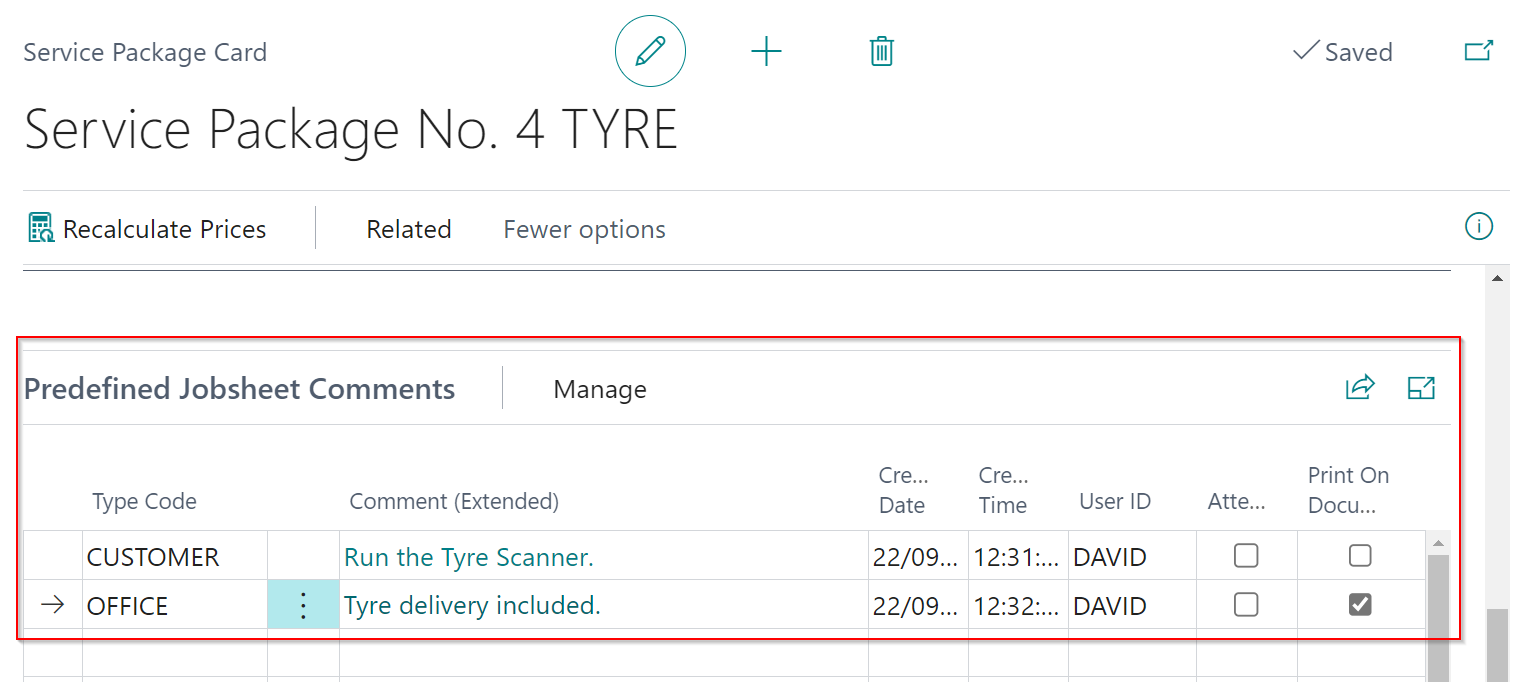 Service Package Card
Saved
Service Package No. 4 TYRE
Recalculate Prices Related Fewer options
Predefined Jobsheet Comments Manage
Type Code Comment (Extended) Cre... Date Cre... Time User ID Atte... Print On Docu...
CUSTOMER Run the Tyre Scanner. 22/09... 12:31:... DAVID
OFFICE Tyre delivery included. 22/09... 12:32:... DAVID